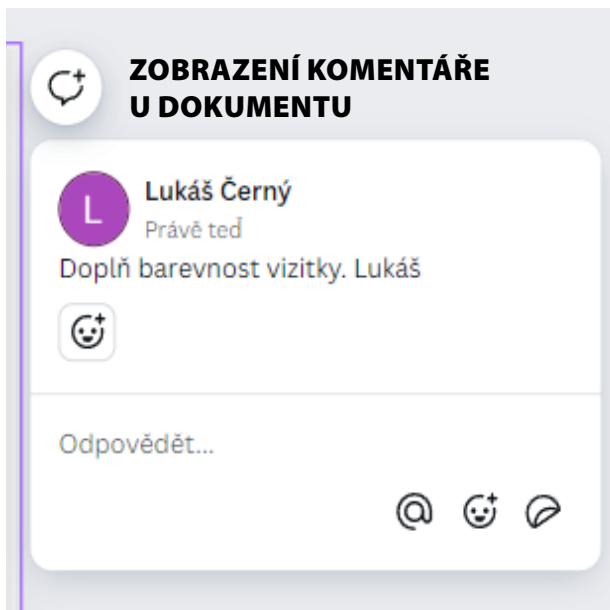 ZOBRAZENÍ KOMENTÁŘE
U DOKUMENTU
L
Lukáš Černý
Právě teď
Doplň barevnost vizitky. Lukáš
Odpovědět...